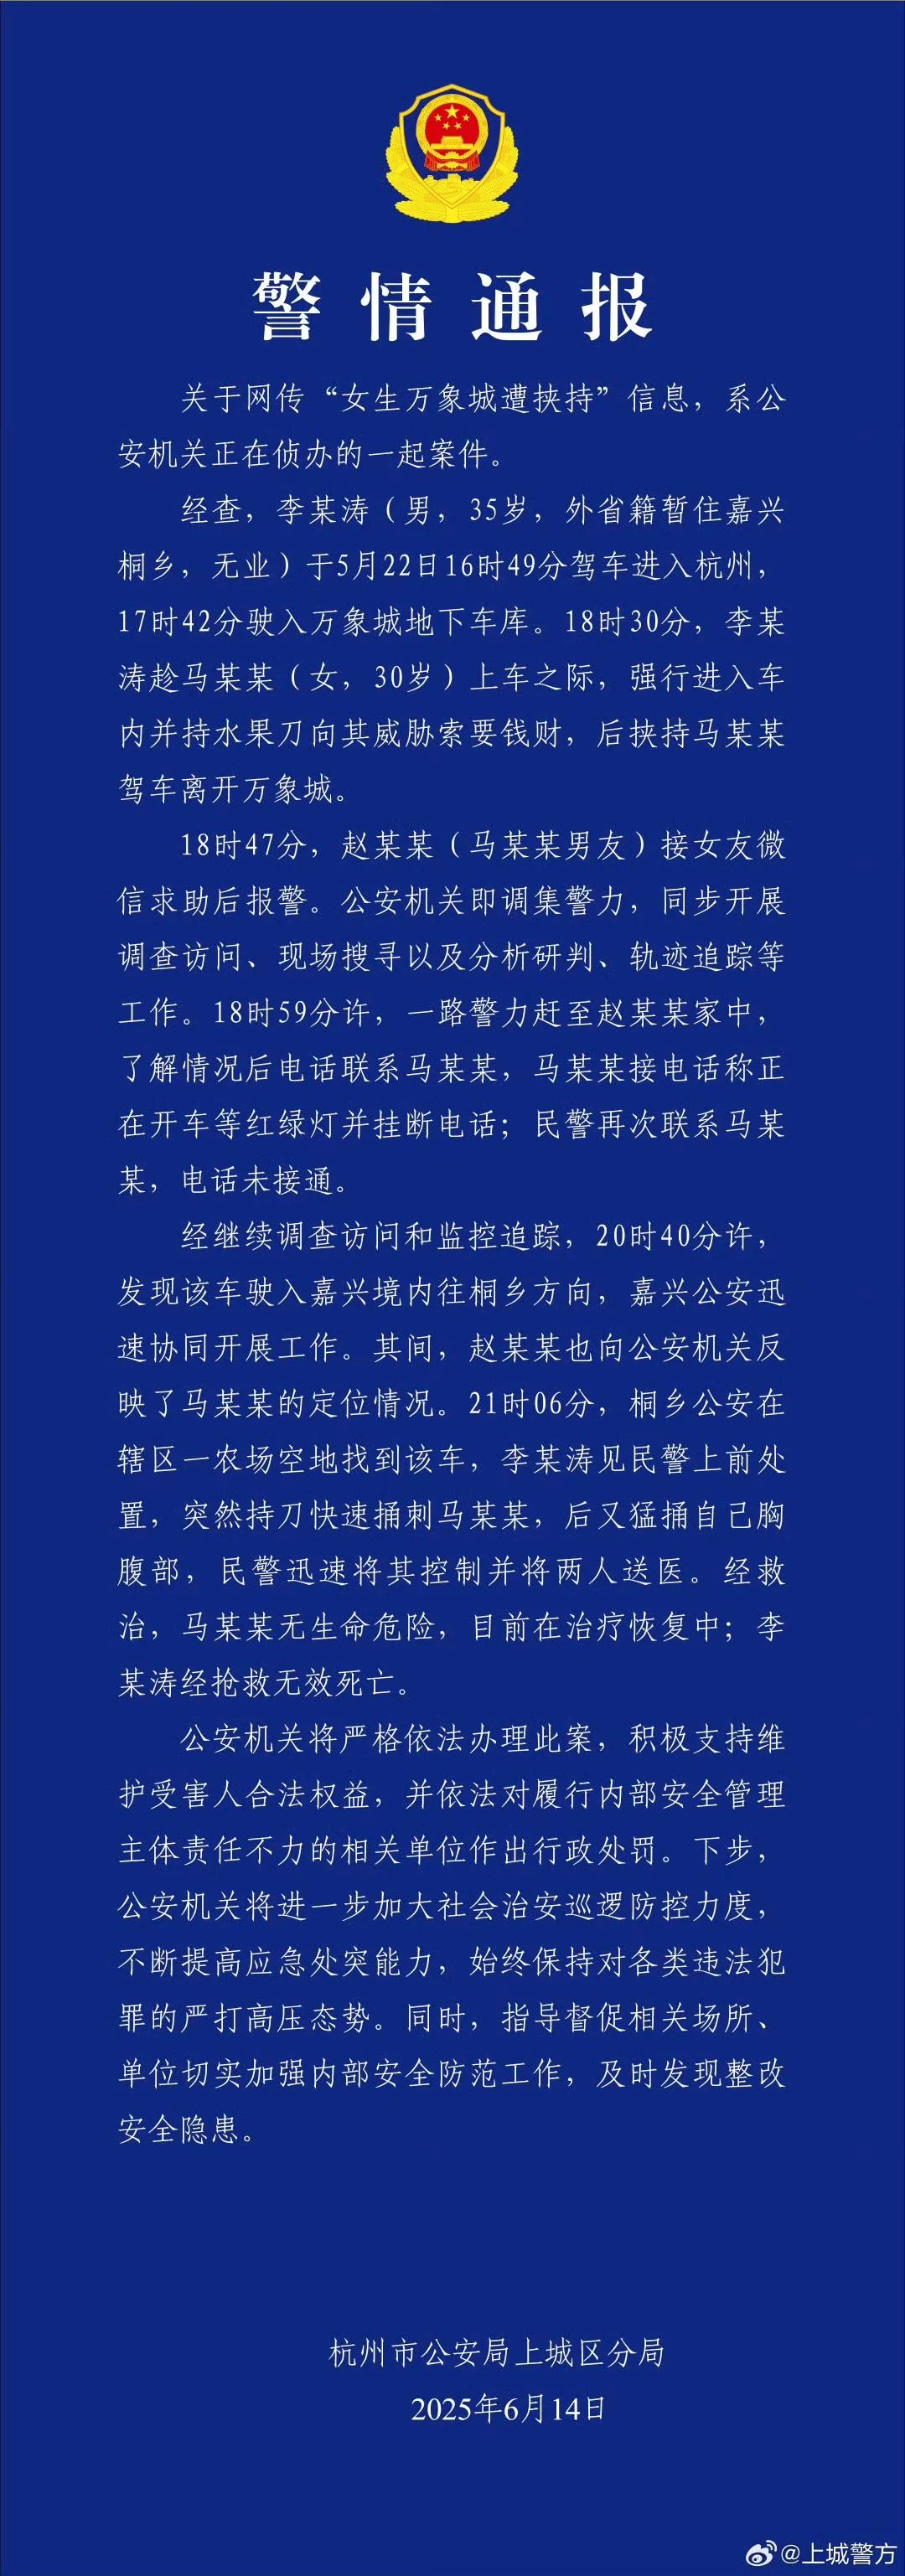 警情通报
关于网传“女生万象城遭挟持”信息，系公
安机关正在侦办的一起案件。
经查，李某涛（男，35岁，外省籍暂住嘉兴
桐乡，无业）于5月22日16时49分驾车进入杭州，
17时42分驶入万象城地下车库。18时30分，李某
涛趁马某某（女，30岁）上车之际，强行进入车
内并持水果刀向其威胁索要钱财，后挟持马某某
驾车离开万象城。
18时47分，赵某某（马某某男友）接女友微
信求助后报警。公安机关即调集警力，同步开展
调查访问、现场搜寻以及分析研判、轨迹追踪等
工作。18时59分许，一路警力赶至赵某某家中，
了解情况后电话联系马某某，马某某接电话称正
在开车等红绿灯并挂断电话；民警再次联系马某
某，电话未接通。
经继续调查访问和监控追踪，20时40分许，
发现该车驶入嘉兴境内往桐乡方向，嘉兴公安迅
速协同开展工作。其间，赵某某也向公安机关反
映了马某某的定位情况。21时06分，桐乡公安在
辖区一农场空地找到该车，李某涛见民警上前处
置，突然持刀快速捅刺马某某，后又猛捅自己胸
腹部，民警迅速将其控制并将两人送医。经救
治，马某某无生命危险，目前在治疗恢复中；李
某涛经抢救无效死亡。
公安机关将严格依法办理此案，积极支持维
护受害人合法权益，并依法对履行内部安全管理
主体责任不力的相关单位作出行政处罚。下步，
公安机关将进一步加大社会治安巡逻防控力度，
不断提高应急处突能力，始终保持对各类违法犯
罪的严打高压态势。同时，指导督促相关场所、
单位切实加强内部安全防范工作，及时发现整改
安全隐患。
杭州市公安局上城区分局
2025年6月14日
@上城警方